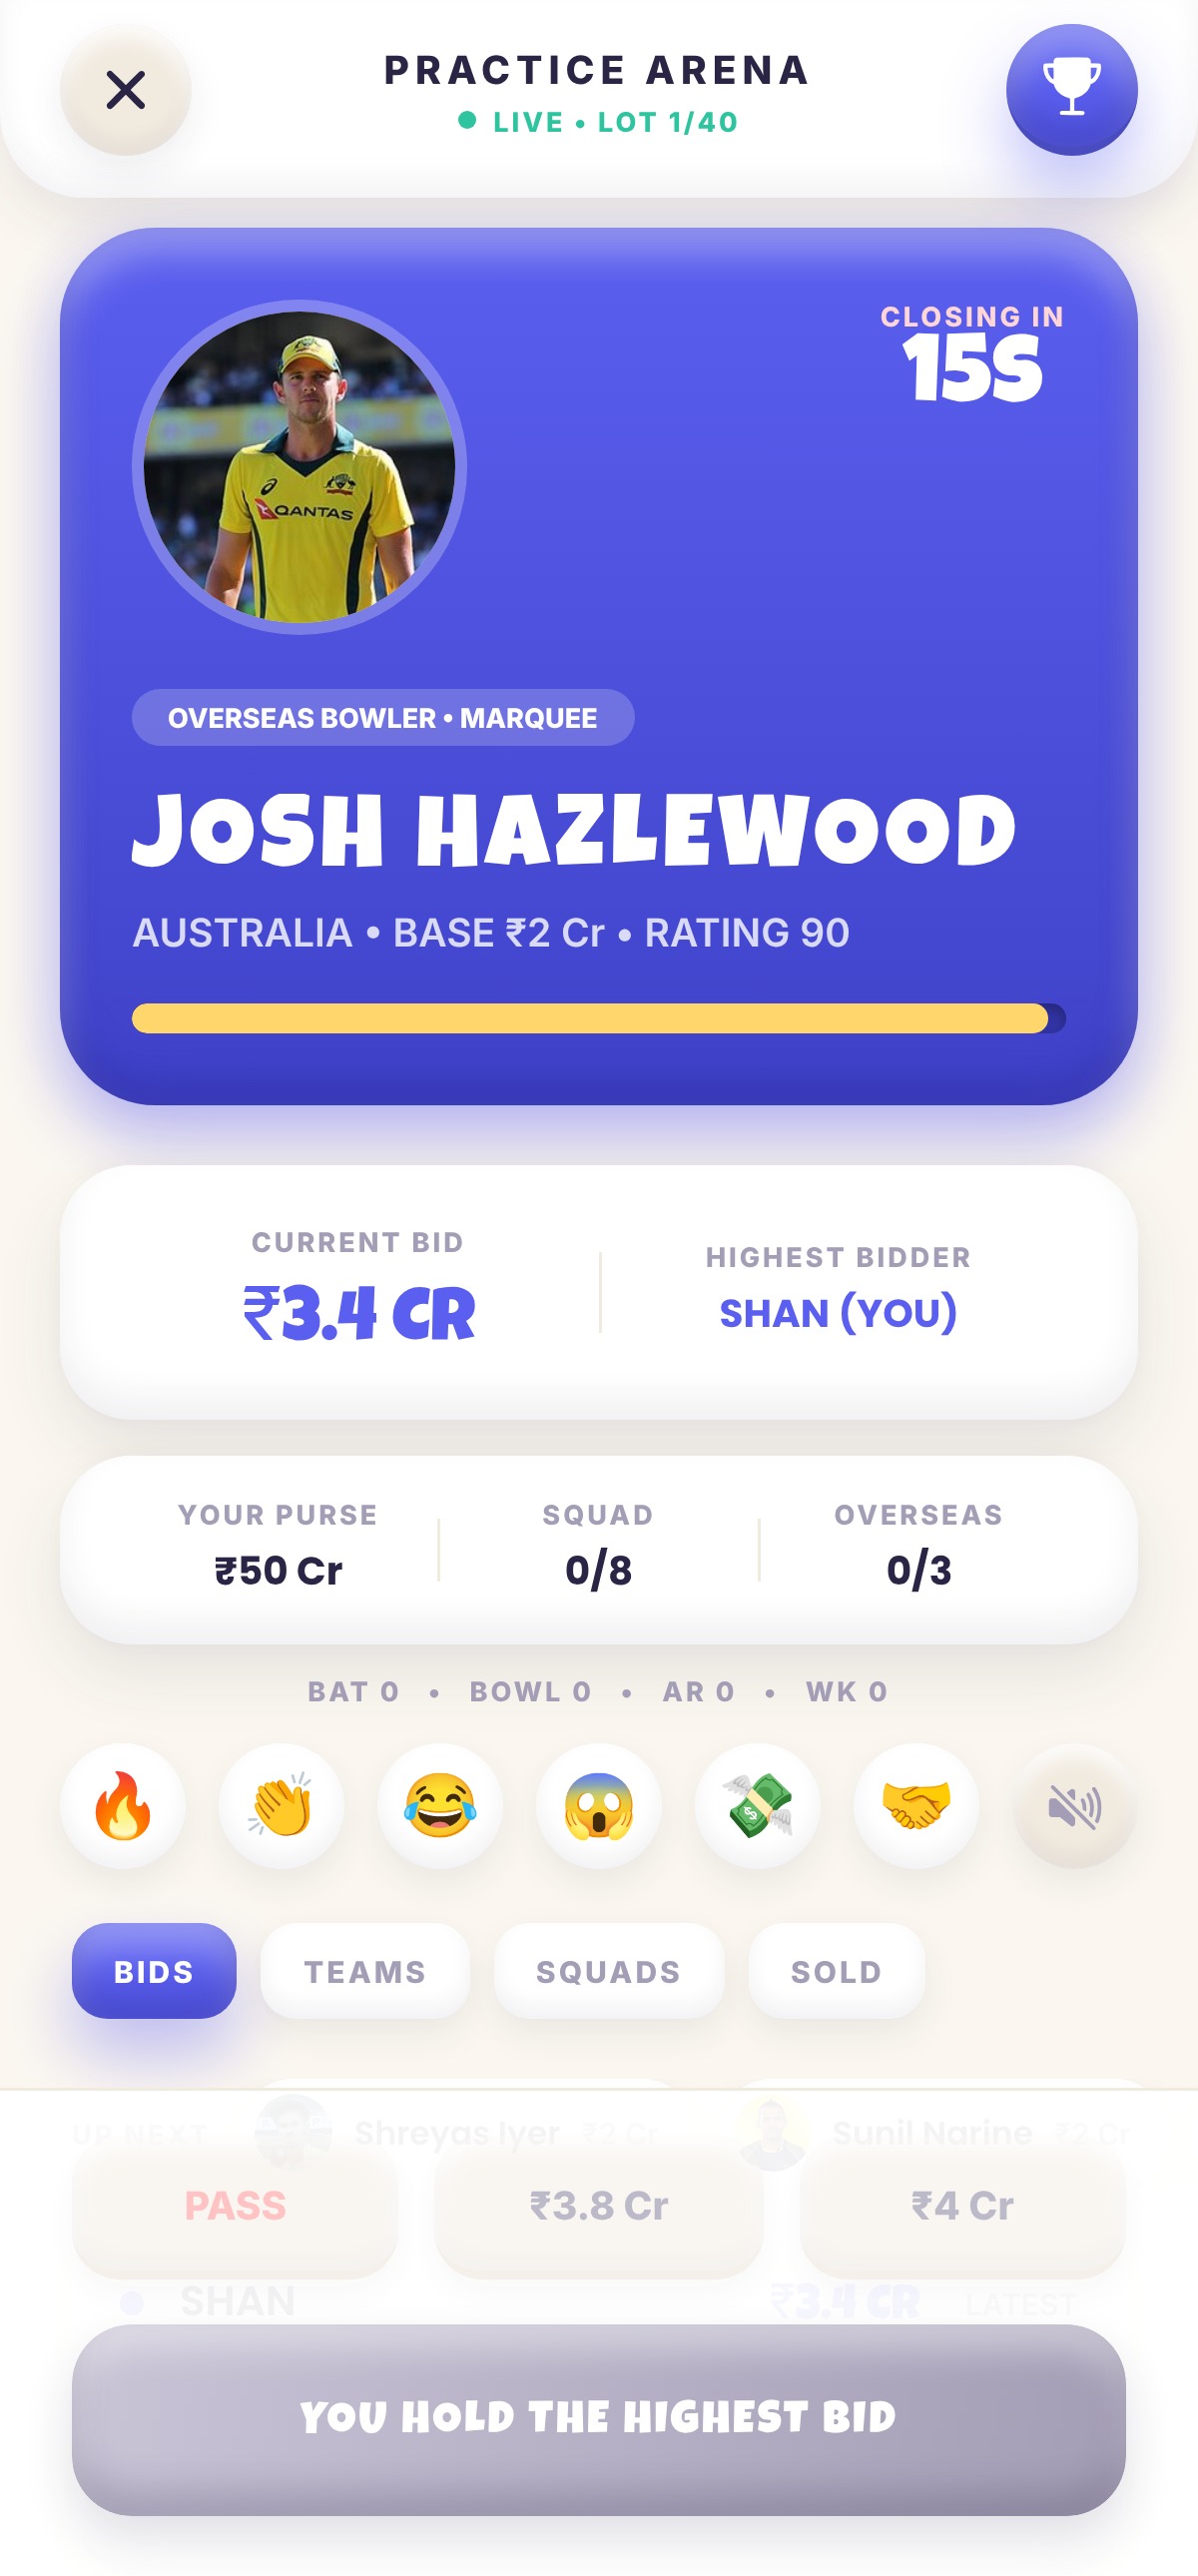 PRACTICE ARENA
LIVE • LOT 1/40
CLOSING IN
15S
QANTAS
OVERSEAS BOWLER • MARQUEE
JOSH HAZLEWOOD
AUSTRALIA • BASE ₹2 Cr • RATING 90
CURRENT BID
₹3.4 CR
HIGHEST BIDDER
SHAN (YOU)
YOUR PURSE
₹50 Cr
SQUAD
0/8
OVERSEAS
0/3
BAT 0 • BOWL 0 • AR 0 • WK 0
BIDS TEAMS SQUADS SOLD
UP NEXT Shreyas Iyer ₹2 Cr Sunil Narine ₹2 Cr
PASS ₹3.8 Cr ₹4 Cr
SHAN ₹3.4 CR LATEST
YOU HOLD THE HIGHEST BID